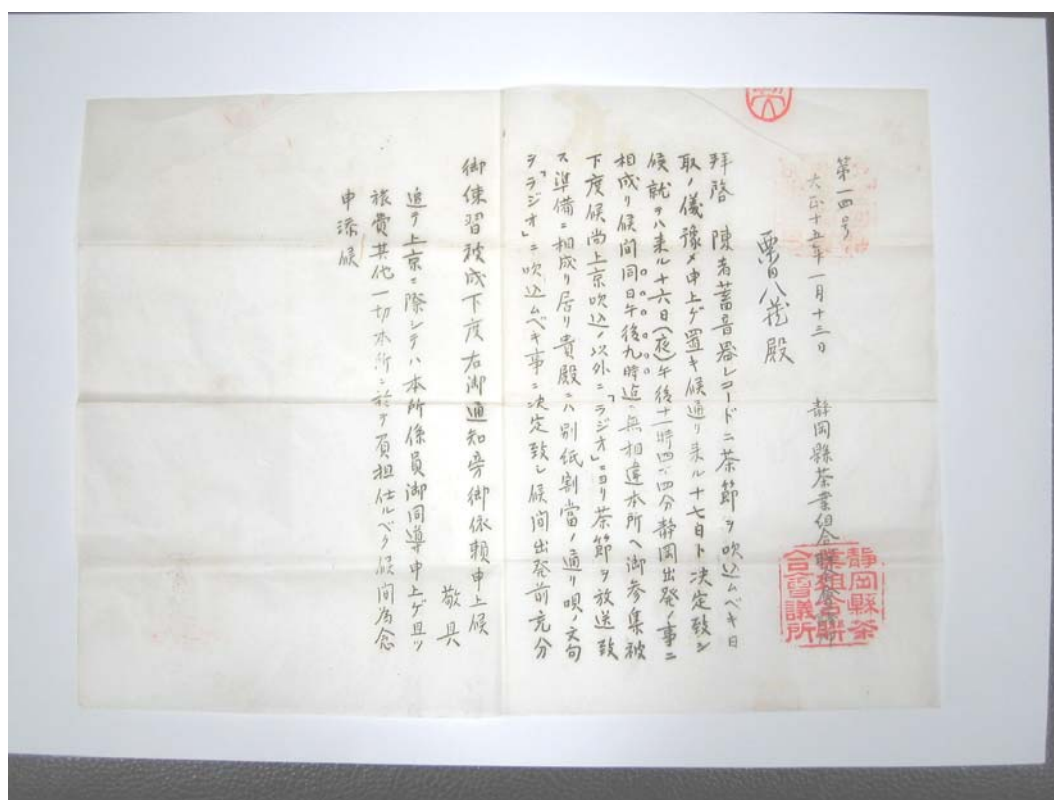 第一四号
大正十五年一月十三日
静岡縣茶業組合聯合會議所
静岡縣茶
業組合聯
合會議所
八花殿
拜啓 陳者蓄音器レコードニ茶節ヲ吹込ムベキ日
取ノ儀豫メ申上ゲ置キ候通リ来ル十七日ト決定致シ
候就テハ来ル十六日(夜)午後十一時四〇、四分静岡出発ノ事ニ
相成リ候間同日午後九時迠ニ無相違本所ヘ御参集被
下度候尚上京吹込ノ以外ニ「ラジオ」ニヨリ茶節ヲ放送致
ス準備ニ相成リ居リ貴殿ニハ別紙割當ノ通リ唄ノ文句
ヲ「ラジオ」ニ吹込ムベキ事ニ決定致シ候間出発前充分
御練習被成下度右御通知旁御依頼申上候
敬具
追テ上京ニ際シテハ本所係員御同導申上ゲ且ツ
旅費其他一切本所ニ於テ負担仕ルベク候間為念
申添候